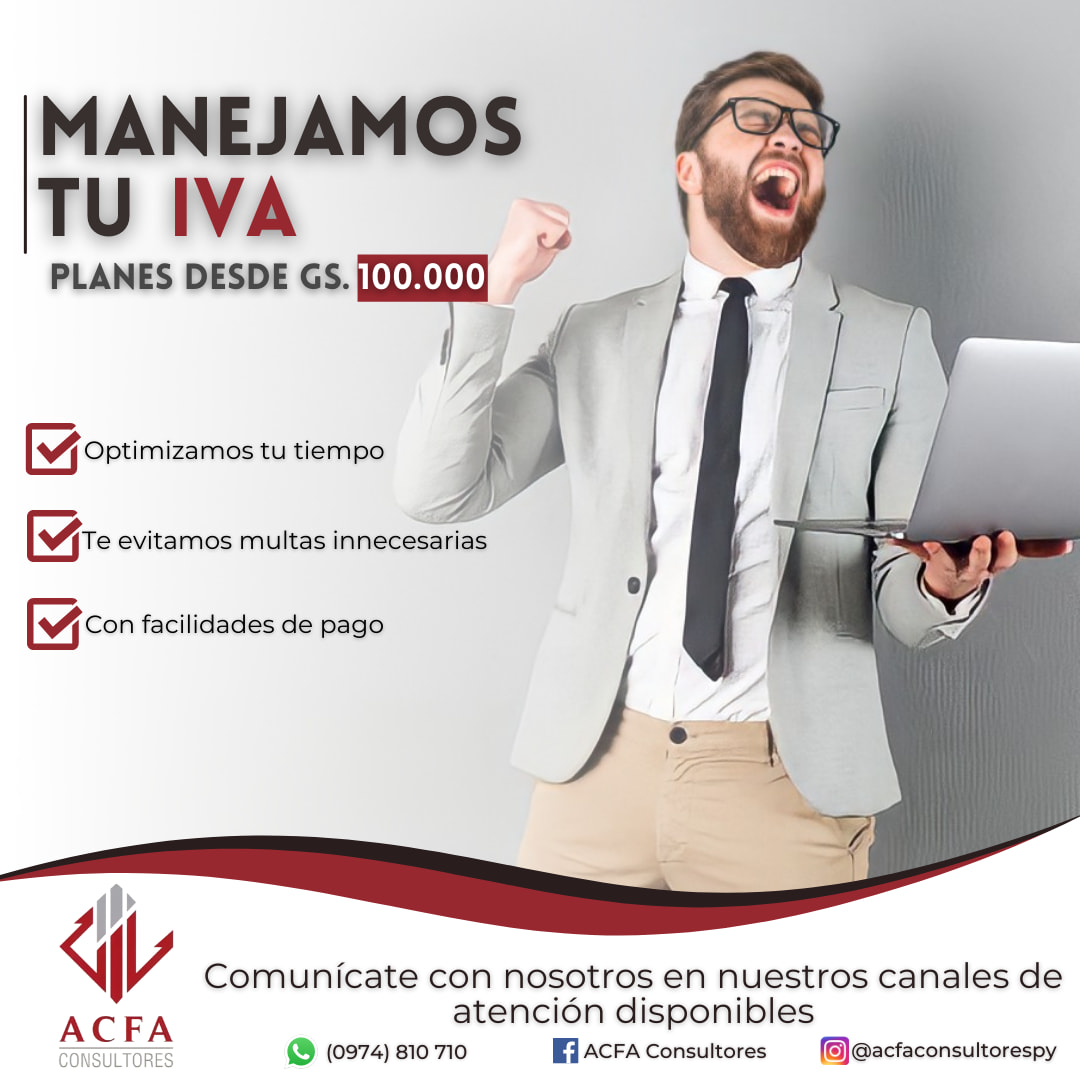 MANEJAMOS
TU IVA
PLANES DESDE GS. 100.000
Optimizamos tu tiempo
Te evitamos multas innecesarias
Con facilidades de pago
ACFA
CONSULTORES
Comunícate con nosotros en nuestros canales de
atención disponibles
(0974) 810 710
ACFA Consultores
@acfaconsultorespy